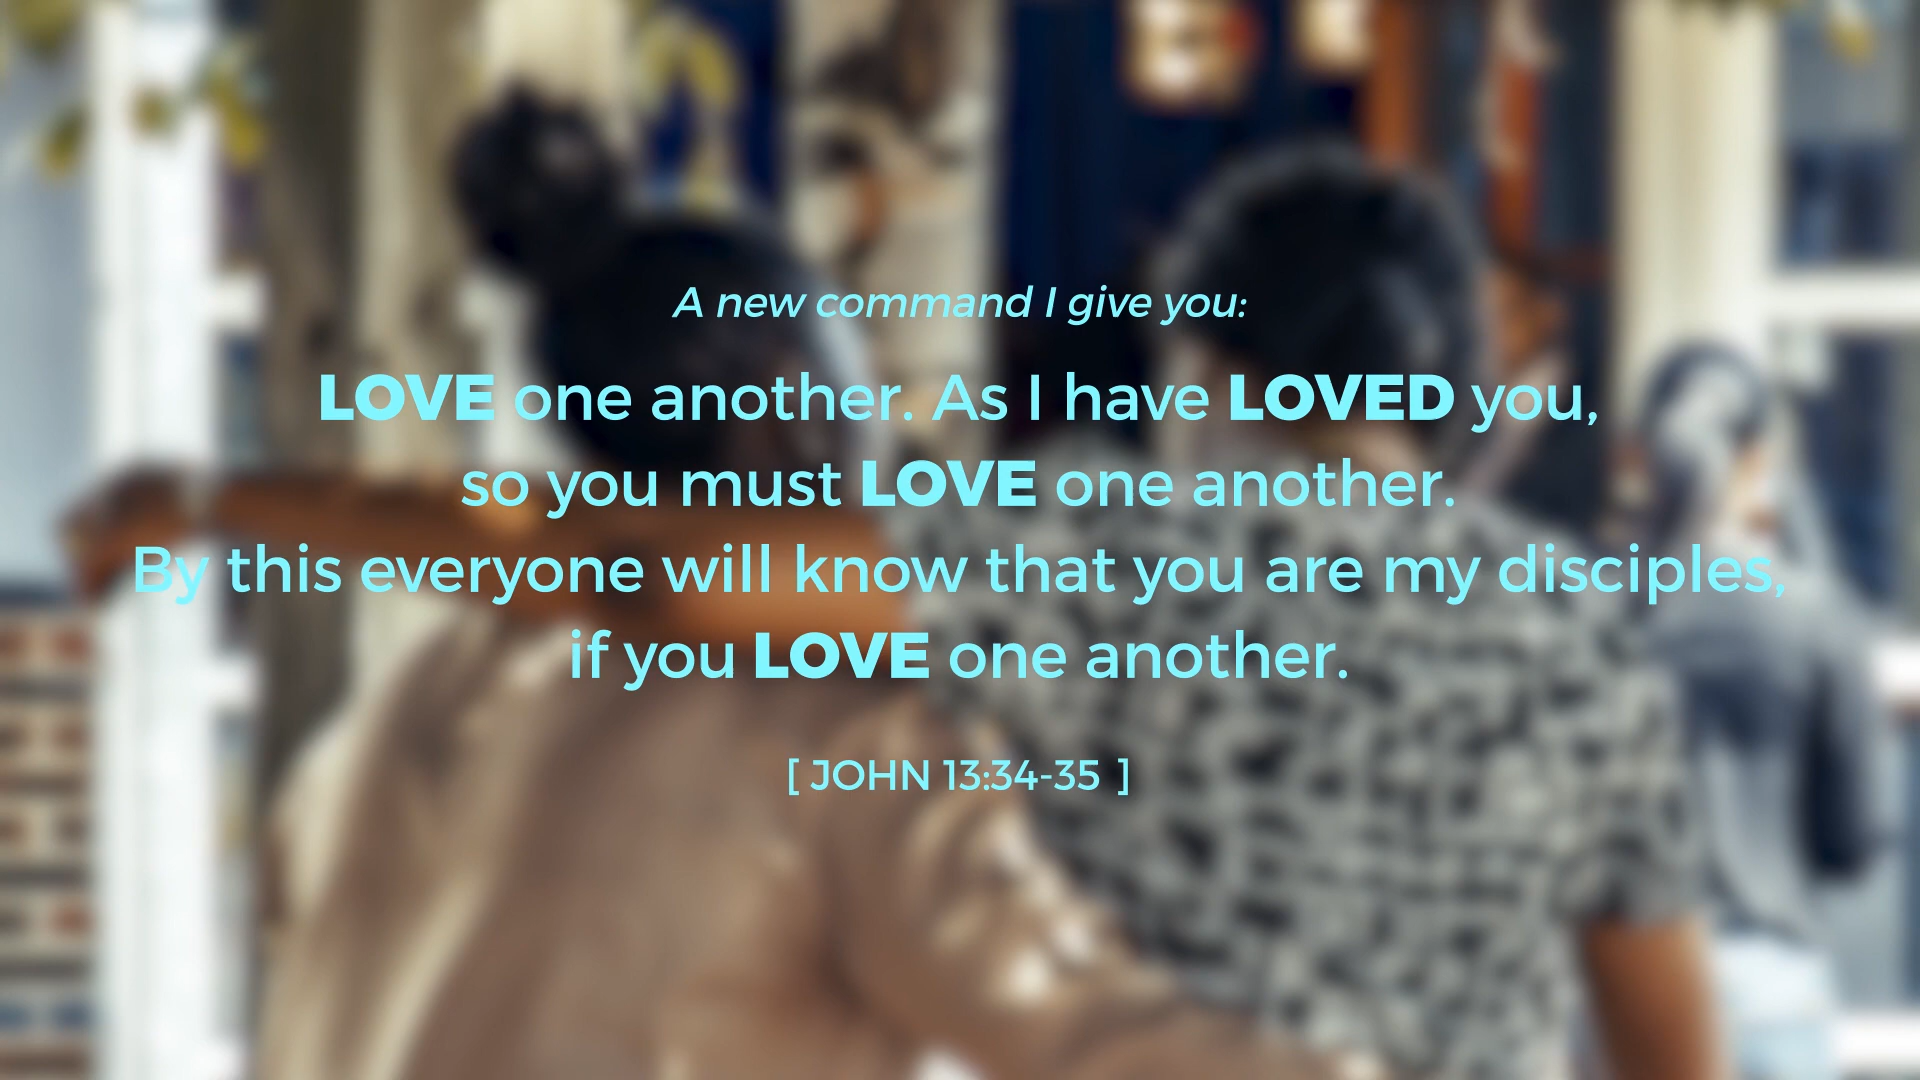 A new command I give you:
LOVE one another. As I have LOVED you,
so you must LOVE one another.
By this everyone will know that you are my disciples,
if you LOVE one another.
[ JOHN 13:34-35 ]